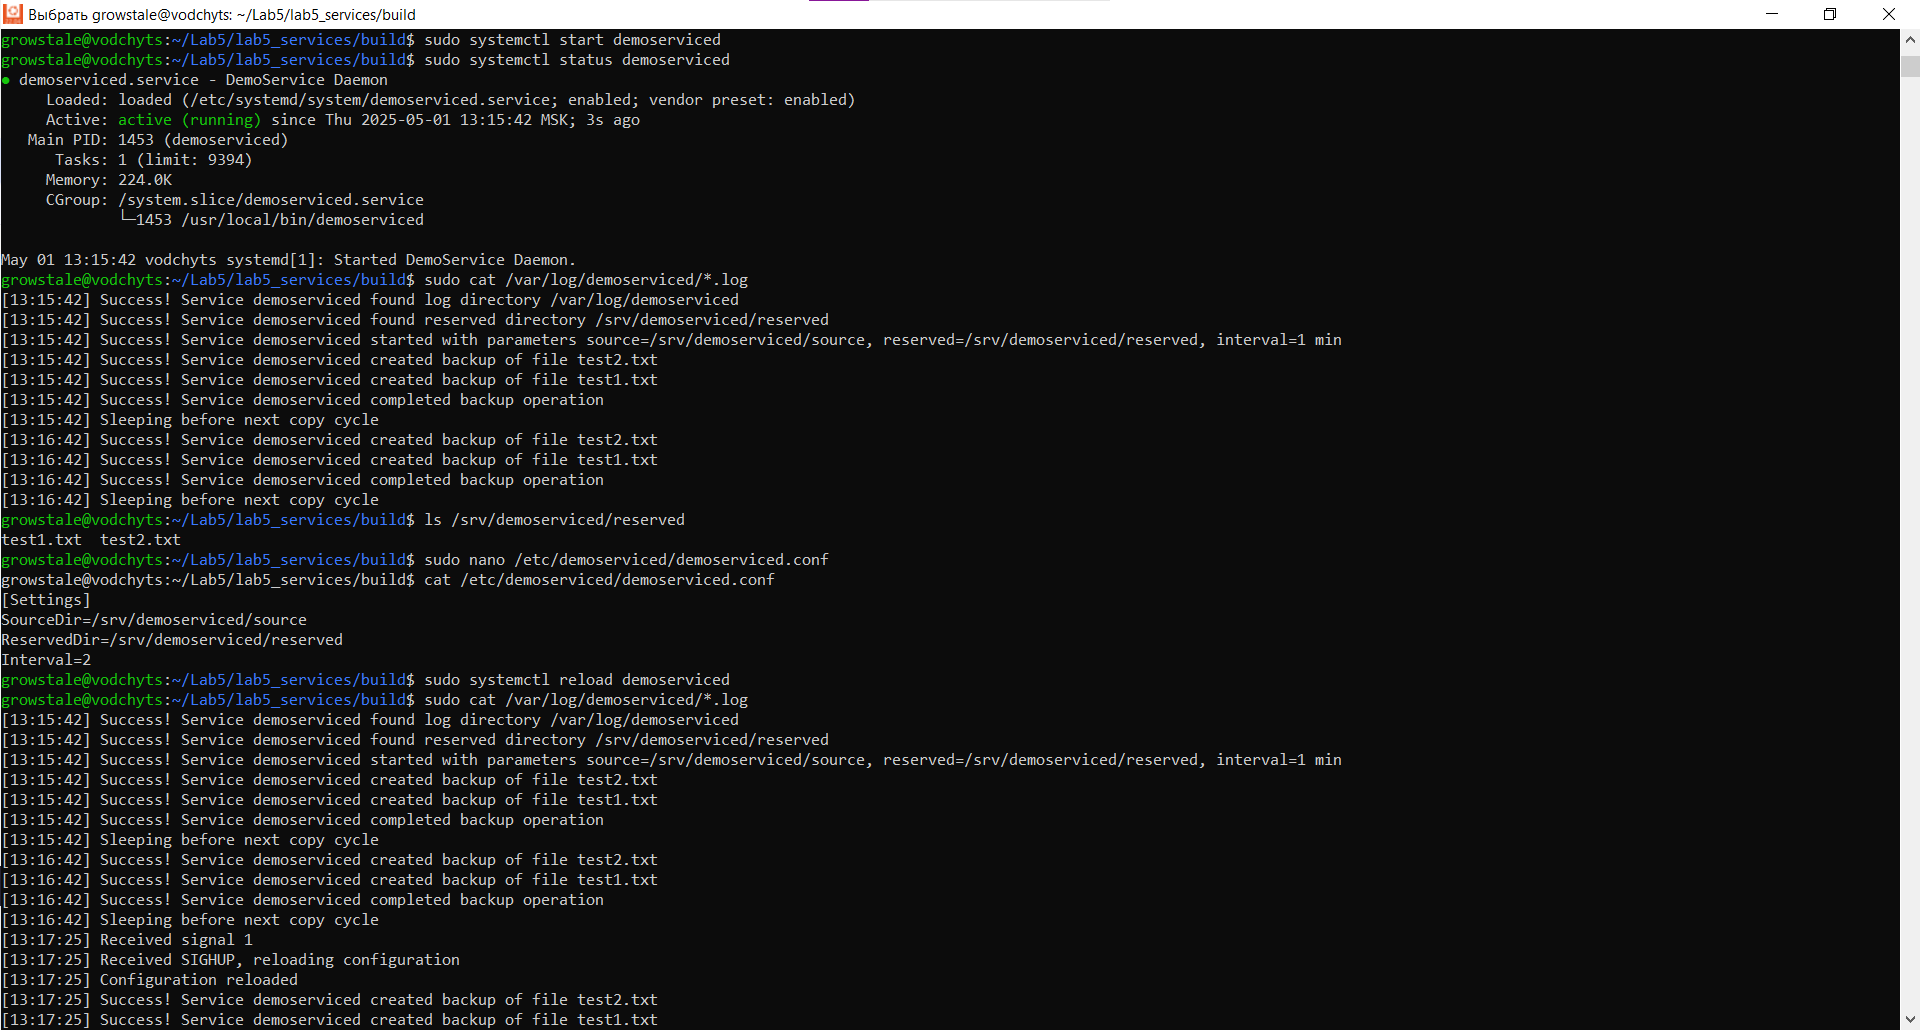 Выбрать growstale@vodchyts: ~/Lab5/lab5_services/build
growstale@vodchyts:~/Lab5/lab5_services/build$ sudo systemctl start demoserviced
growstale@vodchyts:~/Lab5/lab5_services/build$ sudo systemctl status demoserviced
● demoserviced.service - DemoService Daemon
     Loaded: loaded (/etc/systemd/system/demoserviced.service; enabled; vendor preset: enabled)
     Active: active (running) since Thu 2025-05-01 13:15:42 MSK; 3s ago
   Main PID: 1453 (demoserviced)
      Tasks: 1 (limit: 9394)
     Memory: 224.0K
     CGroup: /system.slice/demoserviced.service
             └─1453 /usr/local/bin/demoserviced

May 01 13:15:42 vodchyts systemd[1]: Started DemoService Daemon.
growstale@vodchyts:~/Lab5/lab5_services/build$ sudo cat /var/log/demoserviced/*.log
[13:15:42] Success! Service demoserviced found log directory /var/log/demoserviced
[13:15:42] Success! Service demoserviced found reserved directory /srv/demoserviced/reserved
[13:15:42] Success! Service demoserviced started with parameters source=/srv/demoserviced/source, reserved=/srv/demoserviced/reserved, interval=1 min
[13:15:42] Success! Service demoserviced created backup of file test2.txt
[13:15:42] Success! Service demoserviced created backup of file test1.txt
[13:15:42] Success! Service demoserviced completed backup operation
[13:15:42] Sleeping before next copy cycle
[13:16:42] Success! Service demoserviced created backup of file test2.txt
[13:16:42] Success! Service demoserviced created backup of file test1.txt
[13:16:42] Success! Service demoserviced completed backup operation
[13:16:42] Sleeping before next copy cycle
growstale@vodchyts:~/Lab5/lab5_services/build$ ls /srv/demoserviced/reserved
test1.txt  test2.txt
growstale@vodchyts:~/Lab5/lab5_services/build$ sudo nano /etc/demoserviced/demoserviced.conf
growstale@vodchyts:~/Lab5/lab5_services/build$ cat /etc/demoserviced/demoserviced.conf
[Settings]
SourceDir=/srv/demoserviced/source
ReservedDir=/srv/demoserviced/reserved
Interval=2
growstale@vodchyts:~/Lab5/lab5_services/build$ sudo systemctl reload demoserviced
growstale@vodchyts:~/Lab5/lab5_services/build$ sudo cat /var/log/demoserviced/*.log
[13:15:42] Success! Service demoserviced found log directory /var/log/demoserviced
[13:15:42] Success! Service demoserviced found reserved directory /srv/demoserviced/reserved
[13:15:42] Success! Service demoserviced started with parameters source=/srv/demoserviced/source, reserved=/srv/demoserviced/reserved, interval=1 min
[13:15:42] Success! Service demoserviced created backup of file test2.txt
[13:15:42] Success! Service demoserviced created backup of file test1.txt
[13:15:42] Success! Service demoserviced completed backup operation
[13:15:42] Sleeping before next copy cycle
[13:16:42] Success! Service demoserviced created backup of file test2.txt
[13:16:42] Success! Service demoserviced created backup of file test1.txt
[13:16:42] Success! Service demoserviced completed backup operation
[13:16:42] Sleeping before next copy cycle
[13:17:25] Received signal 1
[13:17:25] Received SIGHUP, reloading configuration
[13:17:25] Configuration reloaded
[13:17:25] Success! Service demoserviced created backup of file test2.txt
[13:17:25] Success! Service demoserviced created backup of file test1.txt